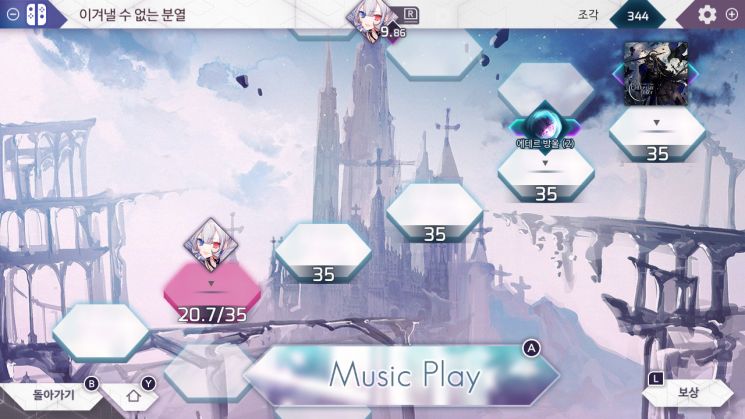 이겨낼 수 없는 분열
9.86
R
조각
344
에테르 방울 (2)
35
35
35
35
20.7/35
Music Play
A
돌아가기
B
Y
L
보상